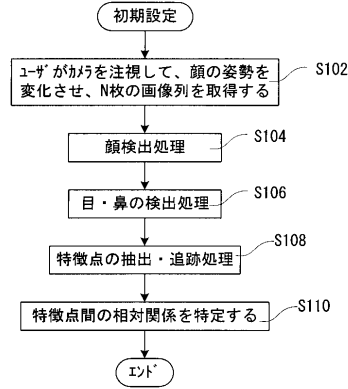 初期設定
ﾕｰｻﾞがｶﾒﾗを注視して、顔の姿勢を
変化させ、N枚の画像列を取得する
S102
顔検出処理
S104
目・鼻の検出処理
S106
特徴点の抽出・追跡処理
S108
特徴点間の相対関係を特定する
S110
ｴﾝﾄﾞ